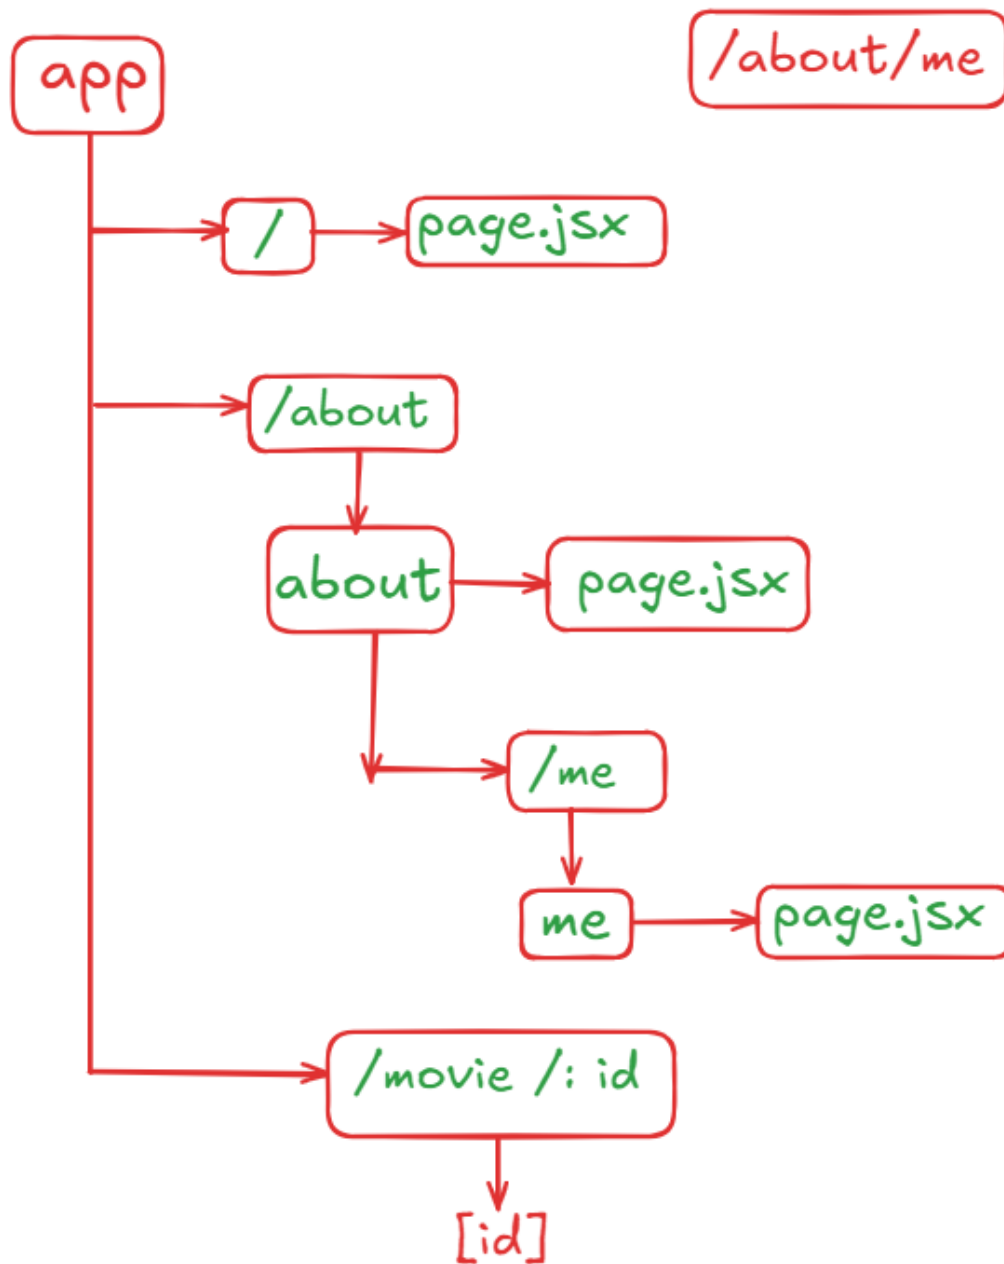 app
/about/me
/
page.jsx
/about
about
page.jsx
/me
me
page.jsx
/movie /: id
[id]